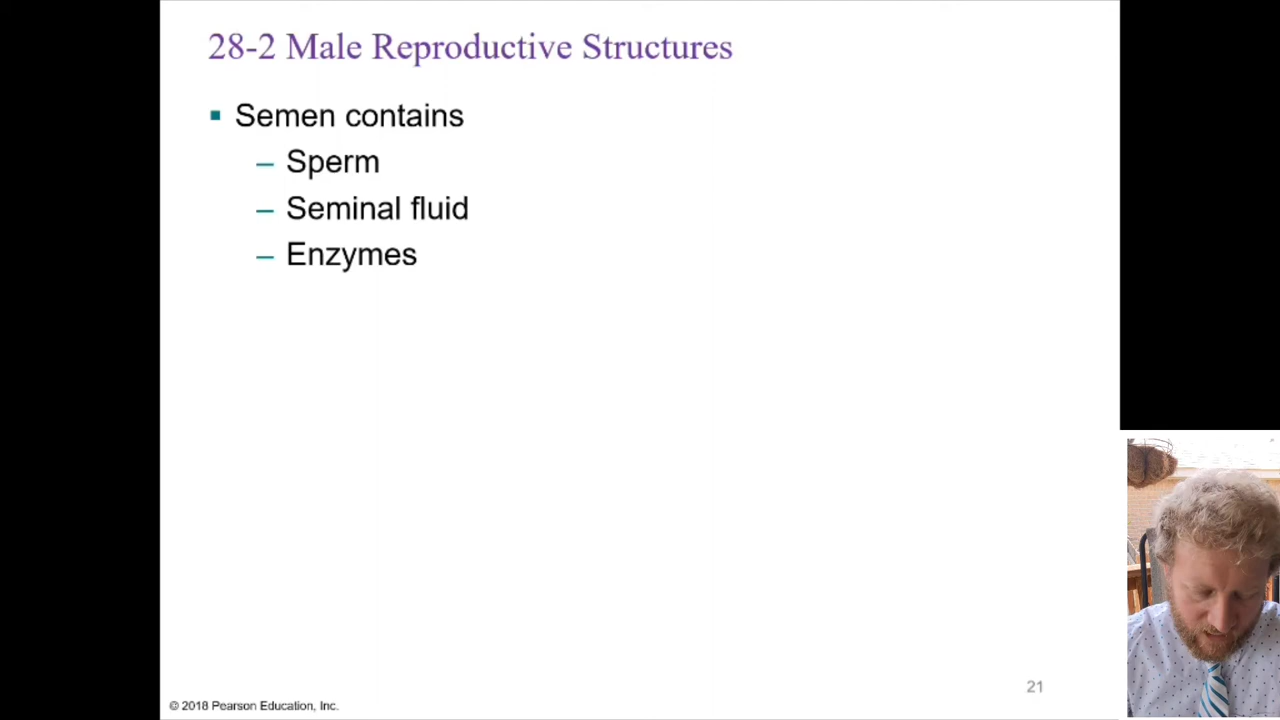 28-2 Male Reproductive Structures
▪ Semen contains
– Sperm
– Seminal fluid
– Enzymes
21
© 2018 Pearson Education, Inc.